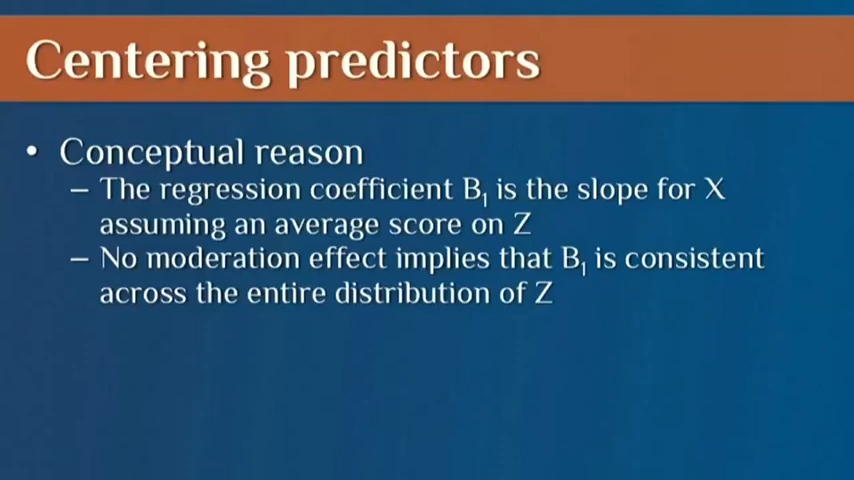 Centering predictors
• Conceptual reason
– The regression coefficient B₁ is the slope for X
assuming an average score on Z
– No moderation effect implies that B₁ is consistent
across the entire distribution of Z